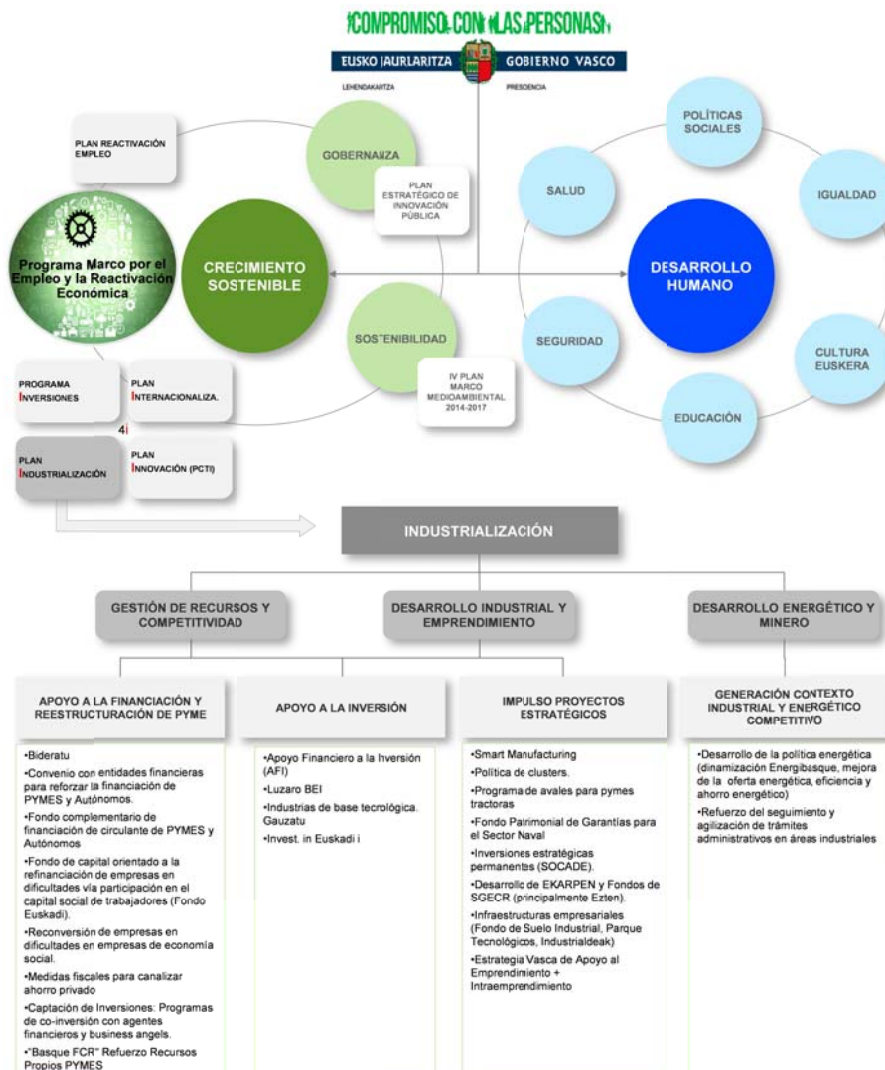 ¡COMPROMISO CON LAS PERSONAS!
EUSKO JAURLARITZA
GOBIERNO VASCO
LEHENDAKARITZA
PRESIDENCIA
PLAN REACTIVACIÓN
EMPLEO
GOBERNANZA
PLAN
ESTRATÉGICO DE
INNOVACIÓN
PÚBLICA
Programa Marco por el
Empleo y la Reactivación
Económica
CRECIMIENTO
SOSTENIBLE
SOSTENIBILIDAD
IV PLAN
MARCO
MEDIOAMBIENTAL
2014-2017
POLÍTICAS
SOCIALES
SALUD
IGUALDAD
DESARROLLO
HUMANO
SEGURIDAD
CULTURA
EUSKERA
EDUCACIÓN
PROGRAMA
INVERSIONES
PLAN
INTERNACIONALIZA.
4i
PLAN
INDUSTRIALIZACIÓN
PLAN
INNOVACIÓN (PCTI)
INDUSTRIALIZACIÓN
GESTIÓN DE RECURSOS Y
COMPETITIVIDAD
DESARROLLO INDUSTRIAL Y
EMPRENDIMIENTO
DESARROLLO ENERGÉTICO Y
MINERO
APOYO A LA FINANCIACIÓN Y
REESTRUCTURACIÓN DE PYME
•Bideratu
•Convenio con entidades financieras
para reforzar la financiación de
PYMES y Autónomos.
•Fondo complementario de
financiación de circulante de PYMES y
Autónomos
•Fondo de capital orientado a la
refinanciación de empresas en
dificultades vía participación en el
capital social de trabajadores (Fondo
Euskadi).
•Reconversión de empresas en
dificultades en empresas de economía
social.
•Medidas fiscales para canalizar
ahorro privado
•Captación de Inversiones: Programas
de co-inversión con agentes
financieros y business angels.
•"Basque FCR" Refuerzo Recursos
Propios PYMES
APOYO A LA INVERSIÓN
•Apoyo Financiero a la Inversión
(AFI)
•Luzaro BEI
•Industrias de base tecnológica.
Gauzatu
•Invest. in Euskadi i
IMPULSO PROYECTOS
ESTRATÉGICOS
•Smart Manufacturing
•Política de clusters.
•Programa de avales para pymes
tractoras
•Fondo Patrimonial de Garantías para
el Sector Naval
•Inversiones estratégicas
permanentes (SOCADE).
•Desarrollo de EKARPEN y Fondos de
SGECR (principalmente Ezten).
•Infraestructuras empresariales
(Fondo de Suelo Industrial, Parque
Tecnológicos, Industrialdeak)
•Estrategia Vasca de Apoyo al
Emprendimiento +
Intraemprendimiento
GENERACIÓN CONTEXTO
INDUSTRIAL Y ENERGÉTICO
COMPETITIVO
•Desarrollo de la política energética
(dinamización Energibasque, mejora
de la oferta energética, eficiencia y
ahorro energético)
•Refuerzo del seguimiento y
agilización de trámites
administrativos en áreas industriales